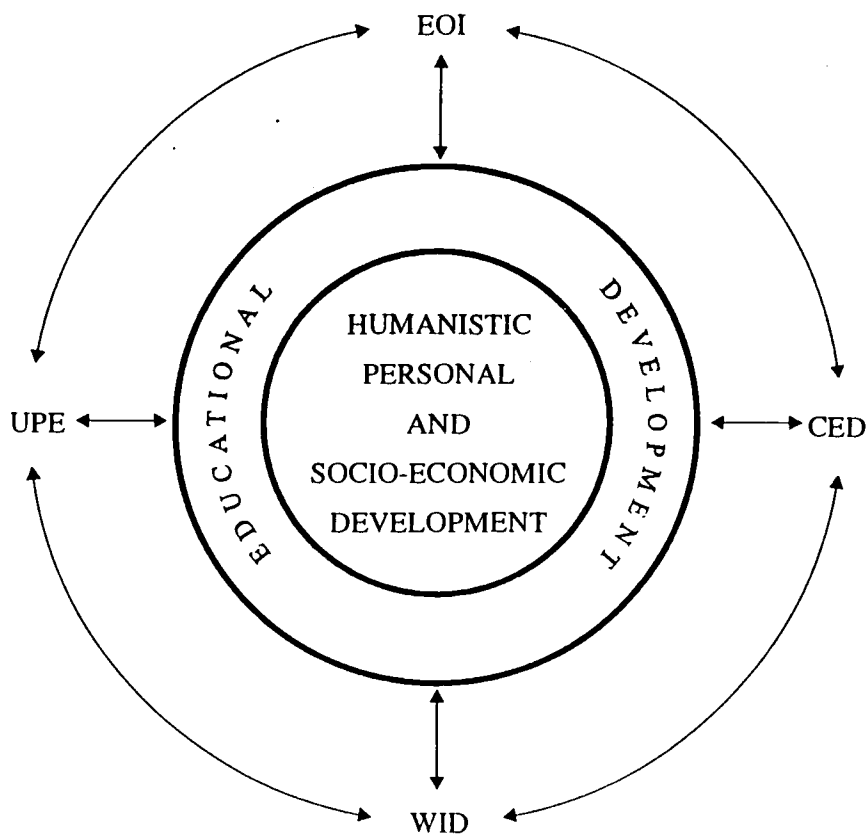 EOI
EDUCATIONAL
DEVELOPMENT
HUMANISTIC
PERSONAL
AND
SOCIO-ECONOMIC
DEVELOPMENT
UPE
CED
WID